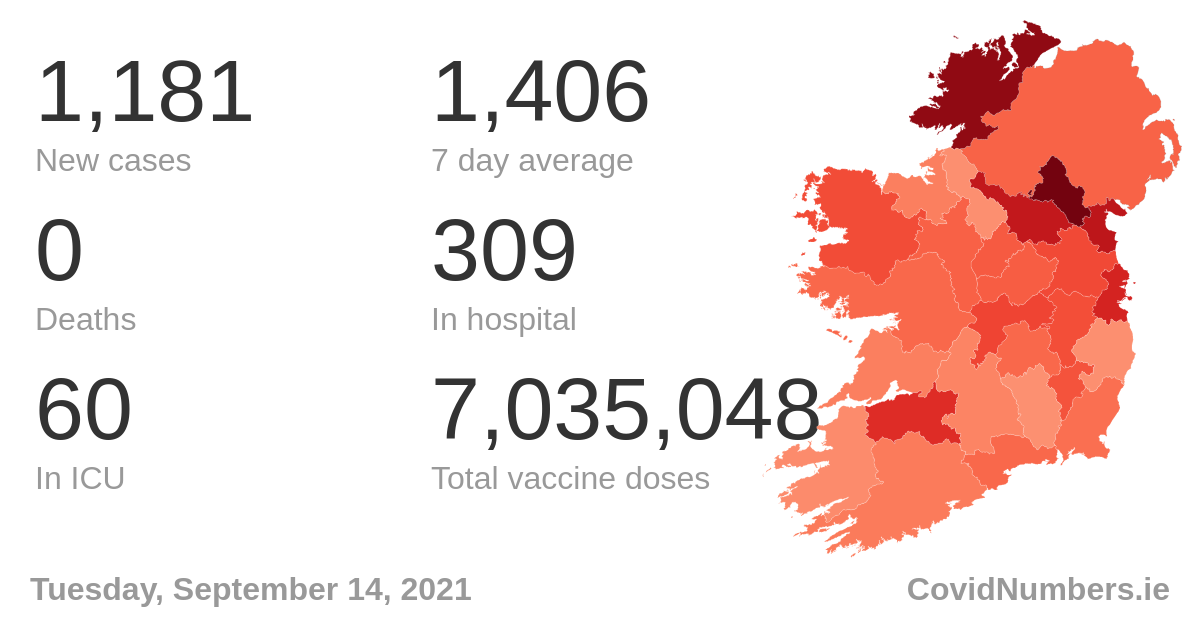 1,181
New cases
1,406
7 day average
0
Deaths
309
In hospital
60
In ICU
7,035,048
Total vaccine doses
Tuesday, September 14, 2021
CovidNumbers.ie